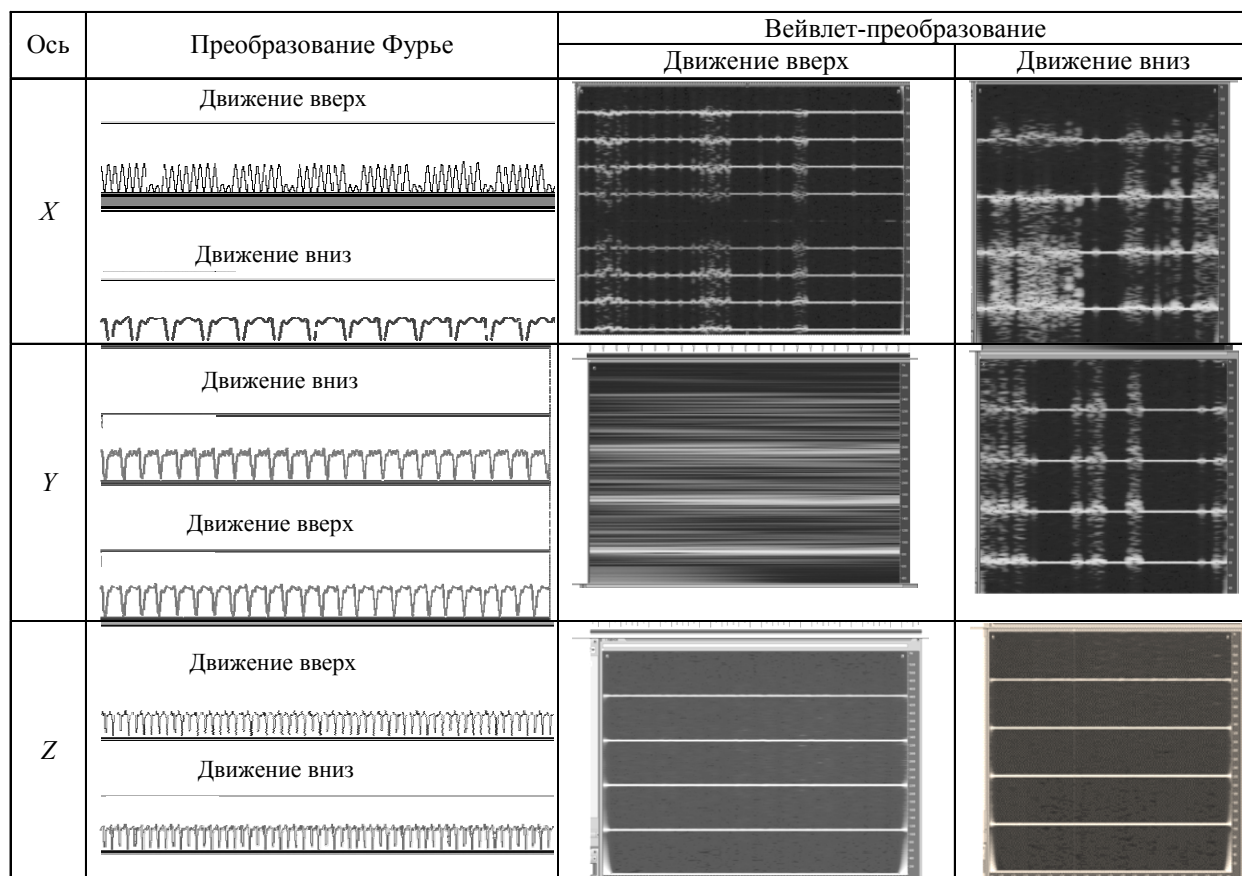 Ось
Преобразование Фурье
Вейвлет-преобразование
Движение вверх
Движение вниз
X
Движение вверх
Движение вниз
Y
Движение вниз
Движение вверх
Z
Движение вверх
Движение вниз